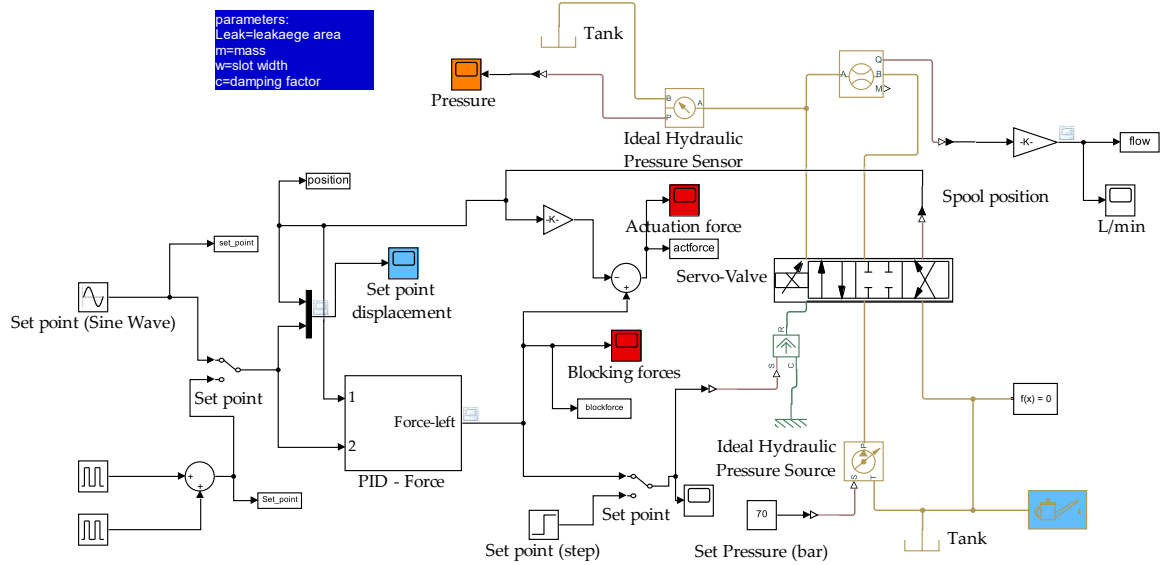 parameters:
Leak=leakaege area
m=mass
w=slot width
c=damping factor
Tank
Pressure
B
A
P
Ideal Hydraulic
Pressure Sensor
A
Q
B
M
-K-
flow
L/min
Spool position
position
-K-
Actuation force
actforce
Servo-Valve
set_point
Set point
displacement
Set point (Sine Wave)
Set point
− +
Blocking forces
blockforce
R
S
C
1
2
Force-left
PID - Force
+
+
Set_point
Set point
Set point (step)
Ideal Hydraulic
Pressure Source
P
S
T
70
Set Pressure (bar)
f(x) = 0
Tank